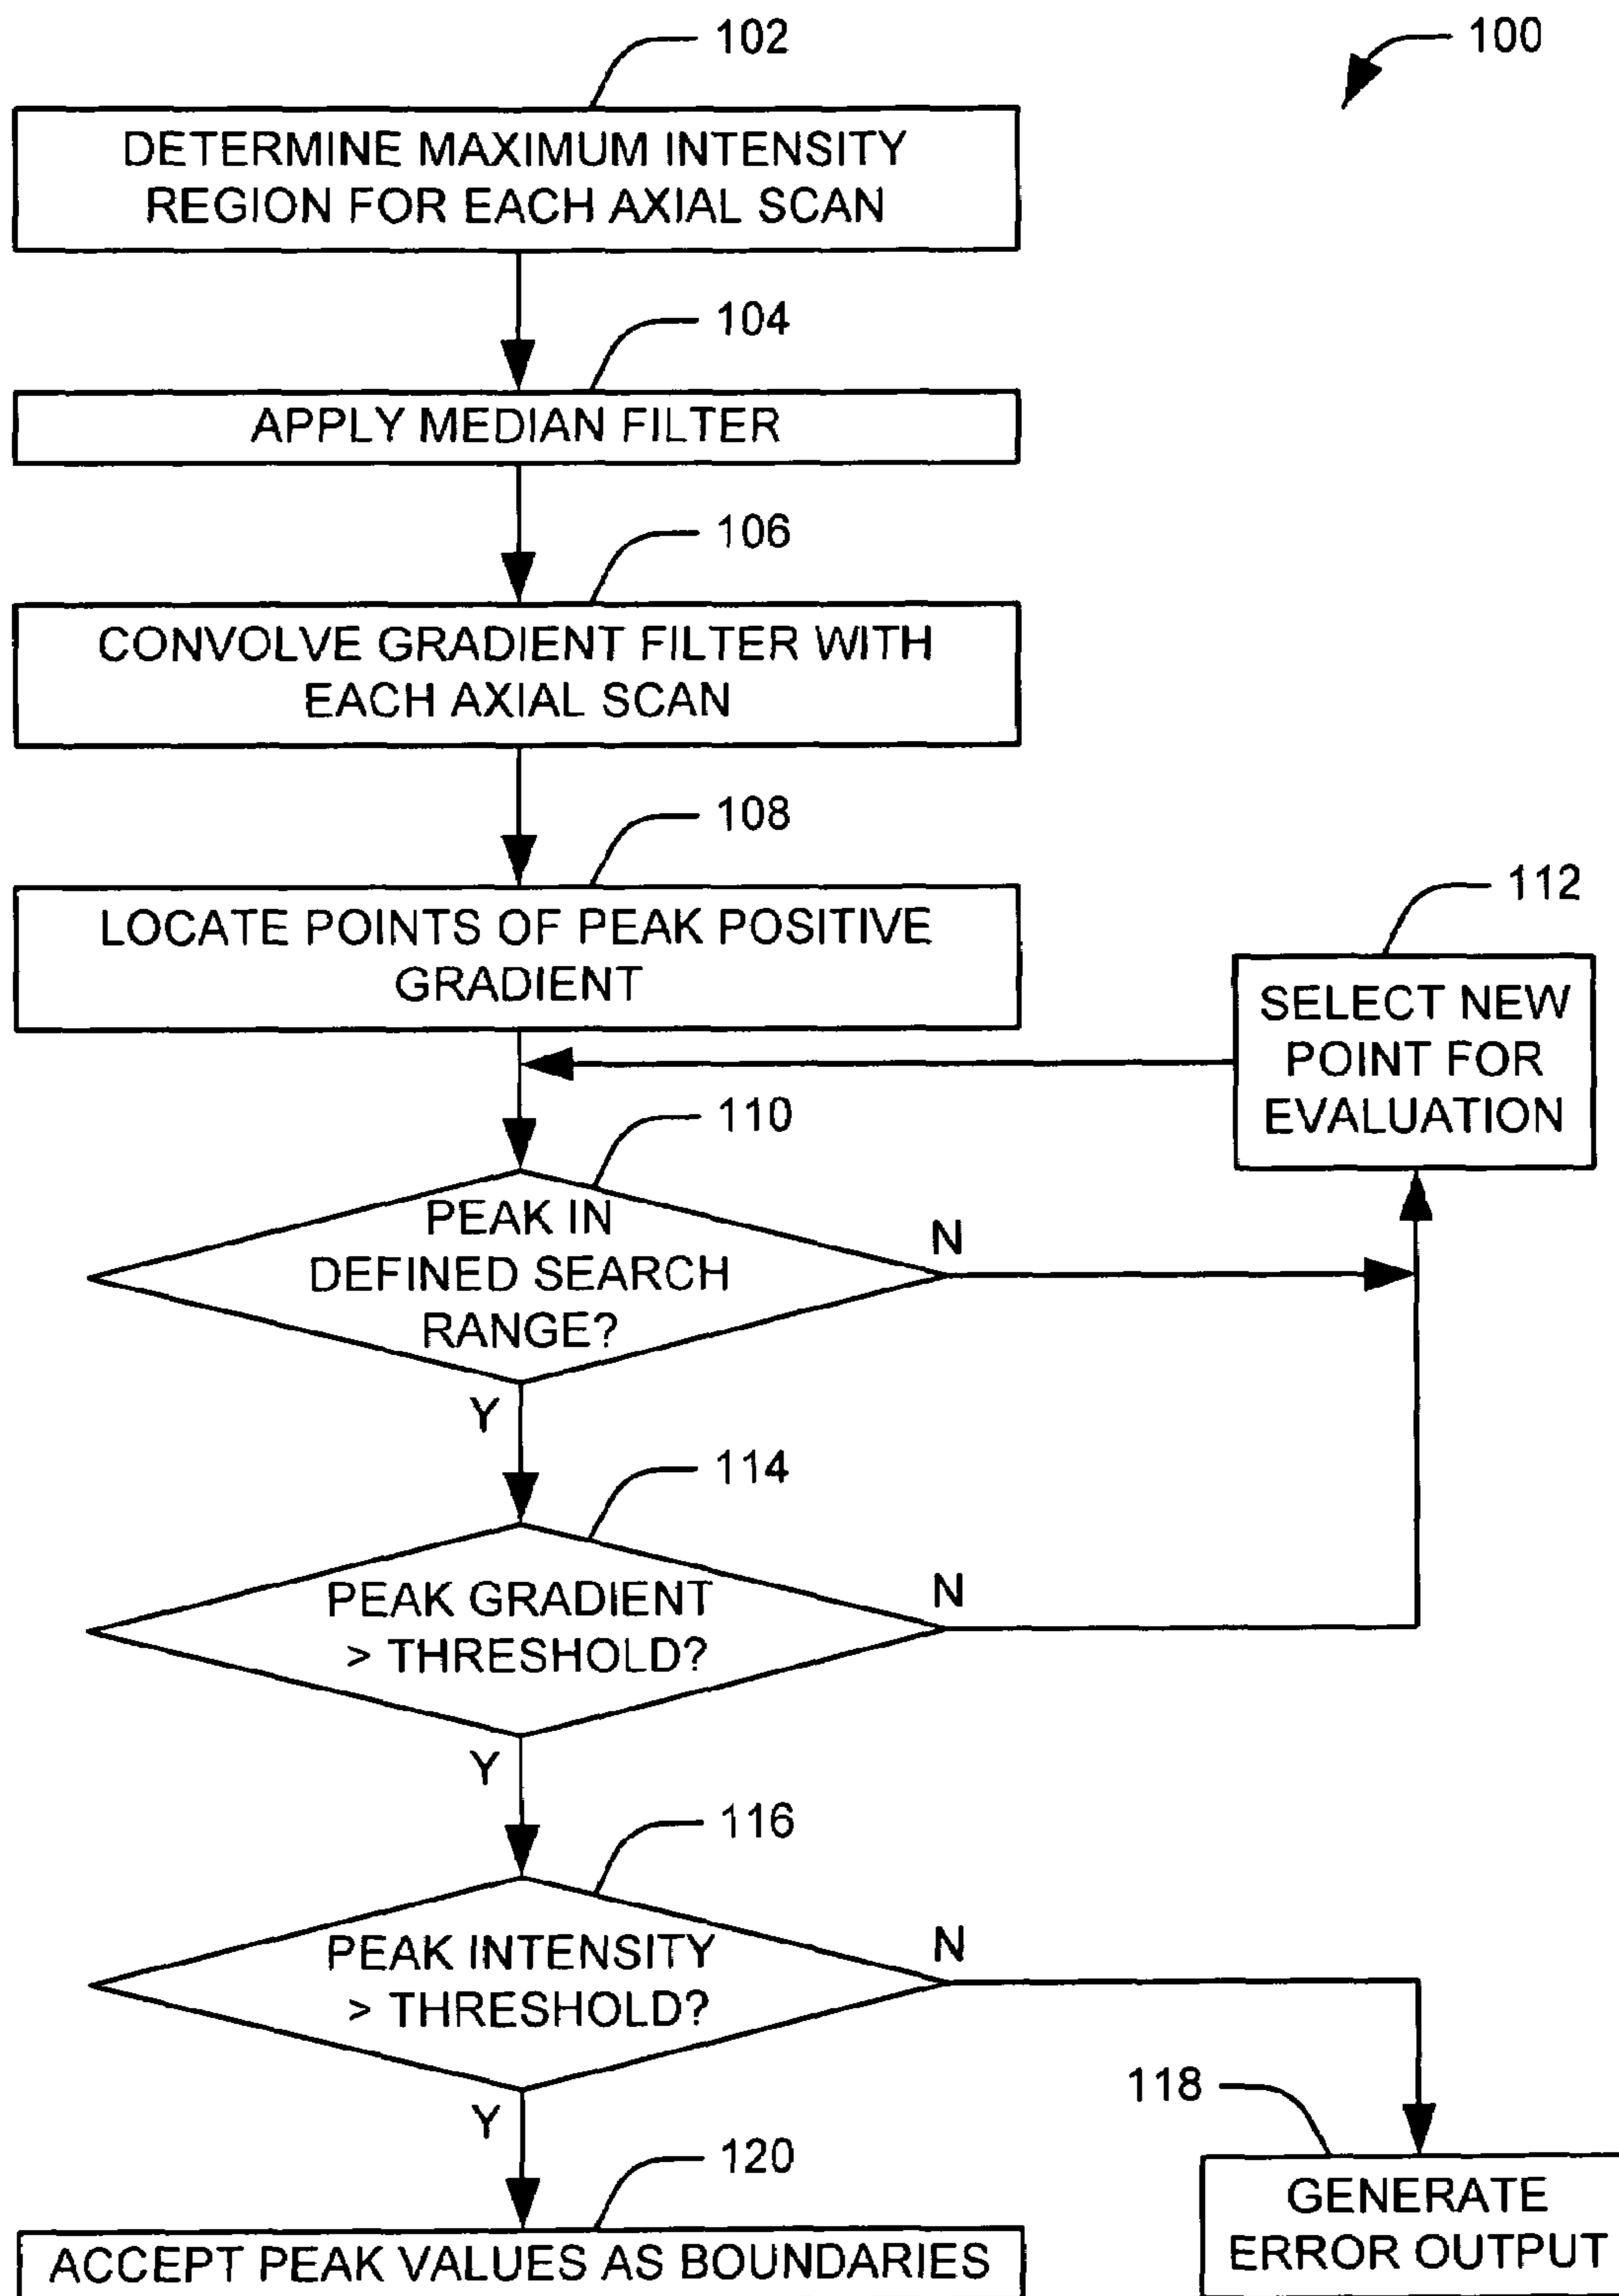 102
100
DETERMINE MAXIMUM INTENSITY
REGION FOR EACH AXIAL SCAN
104
APPLY MEDIAN FILTER
106
CONVOLVE GRADIENT FILTER WITH
EACH AXIAL SCAN
108
LOCATE POINTS OF PEAK POSITIVE
GRADIENT
112
SELECT NEW
POINT FOR
EVALUATION
110
PEAK IN
DEFINED SEARCH
RANGE?
N
Y
114
PEAK GRADIENT
> THRESHOLD?
N
Y
116
PEAK INTENSITY
> THRESHOLD?
N
Y
118
GENERATE
ERROR OUTPUT
120
ACCEPT PEAK VALUES AS BOUNDARIES